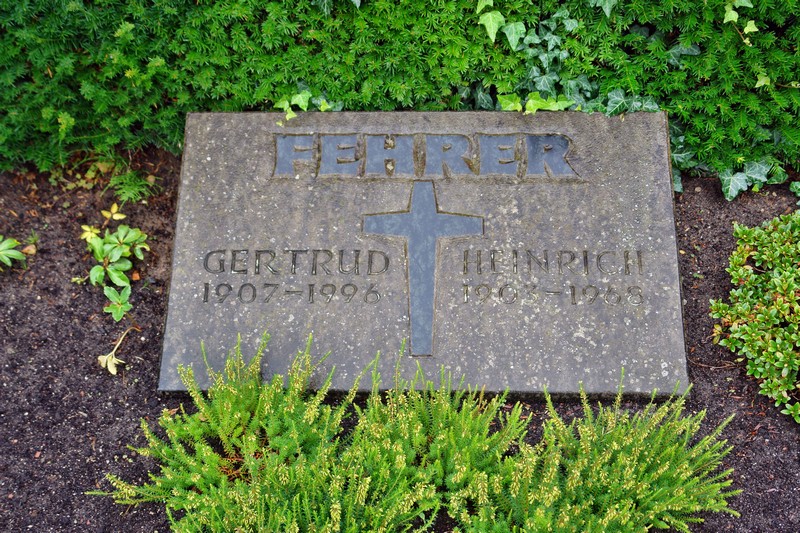 FEHRER
GERTRUD HEINRICH
1907-1996 1903-1968